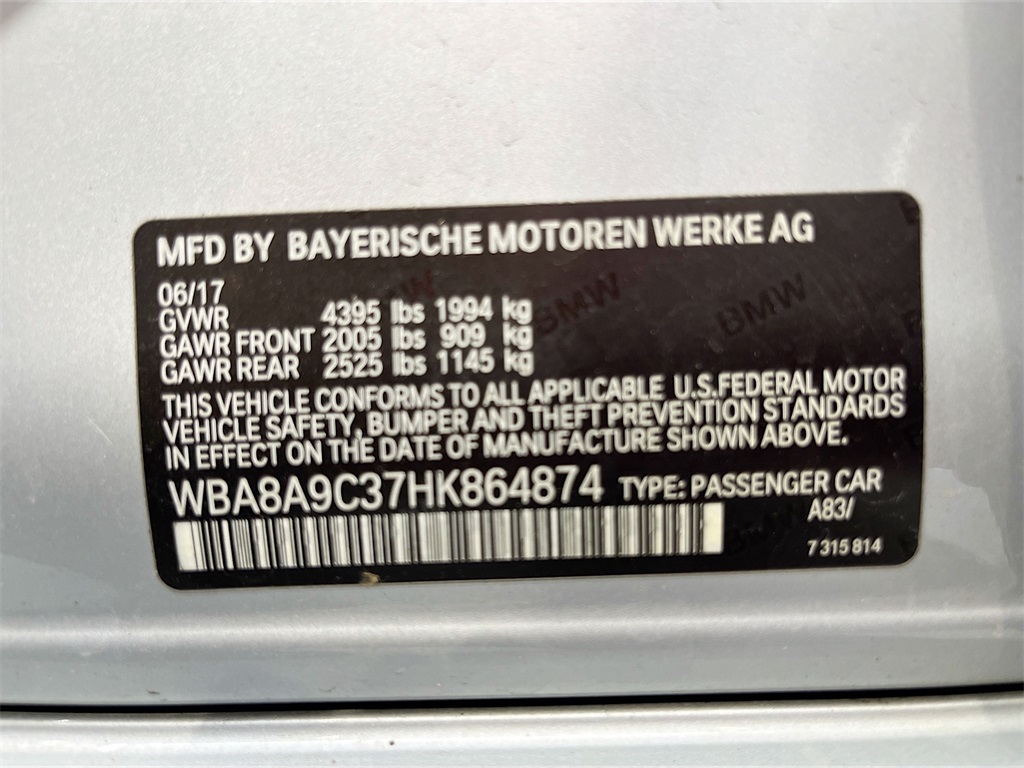 MFD BY BAYERISCHE MOTOREN WERKE AG
06/17
GVWR 4395 lbs 1994 kg
GAWR FRONT 2005 lbs 909 kg
GAWR REAR 2525 lbs 1145 kg
THIS VEHICLE CONFORMS TO ALL APPLICABLE U.S.FEDERAL MOTOR
VEHICLE SAFETY, BUMPER AND THEFT PREVENTION STANDARDS
IN EFFECT ON THE DATE OF MANUFACTURE SHOWN ABOVE.
WBA8A9C37HK864874 TYPE: PASSENGER CAR
A83/
7 315 814
BMW
BMW